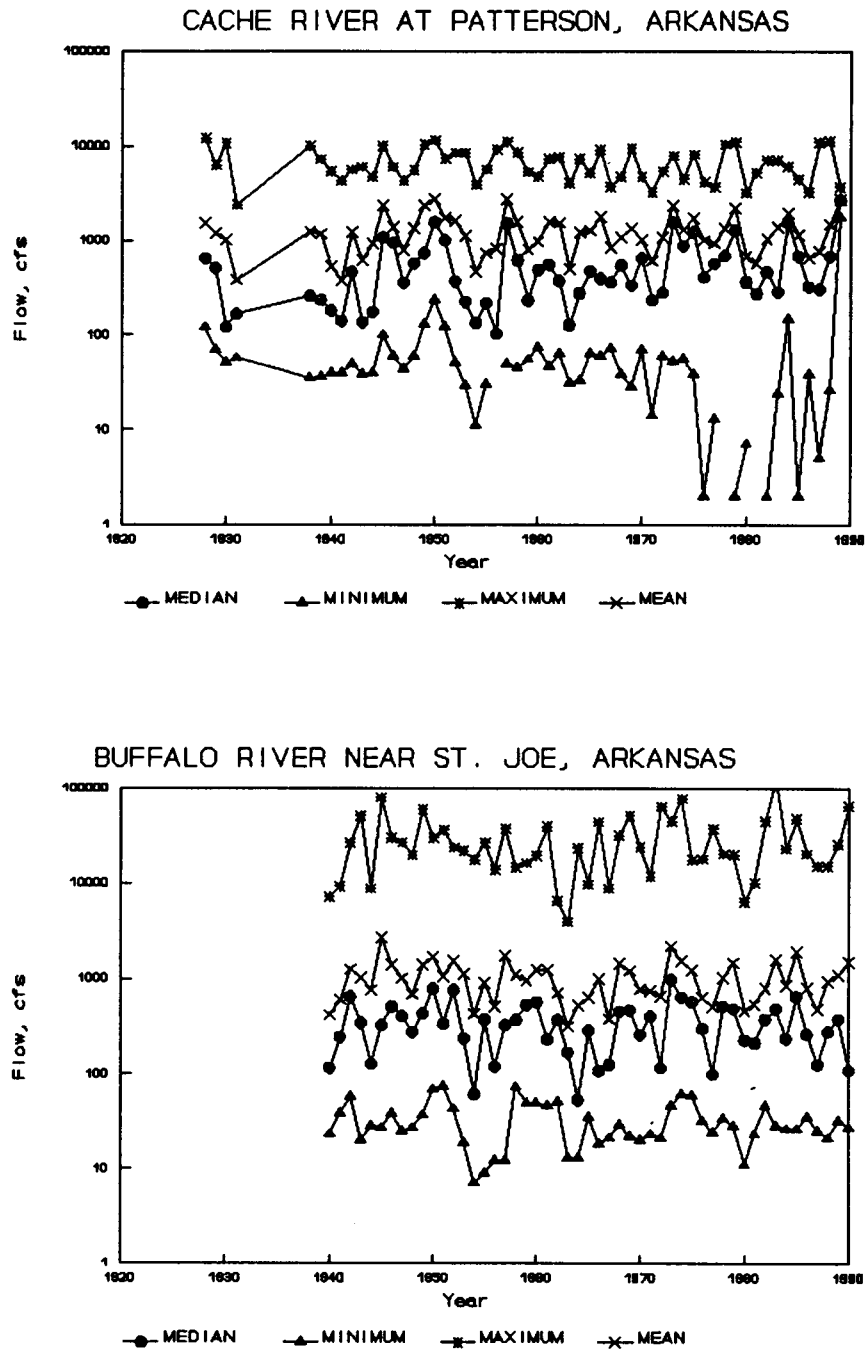 CACHE RIVER AT PATTERSON, ARKANSAS
100000
10000
1000
100
10
1
Flow, cfs
1920 1930 1940 1950 1960 1970 1980 1990
Year
MEDIAN MINIMUM MAXIMUM MEAN
BUFFALO RIVER NEAR ST. JOE, ARKANSAS
100000
10000
1000
100
10
1
Flow, cfs
1920 1930 1940 1950 1960 1970 1980 1990
Year
MEDIAN MINIMUM MAXIMUM MEAN